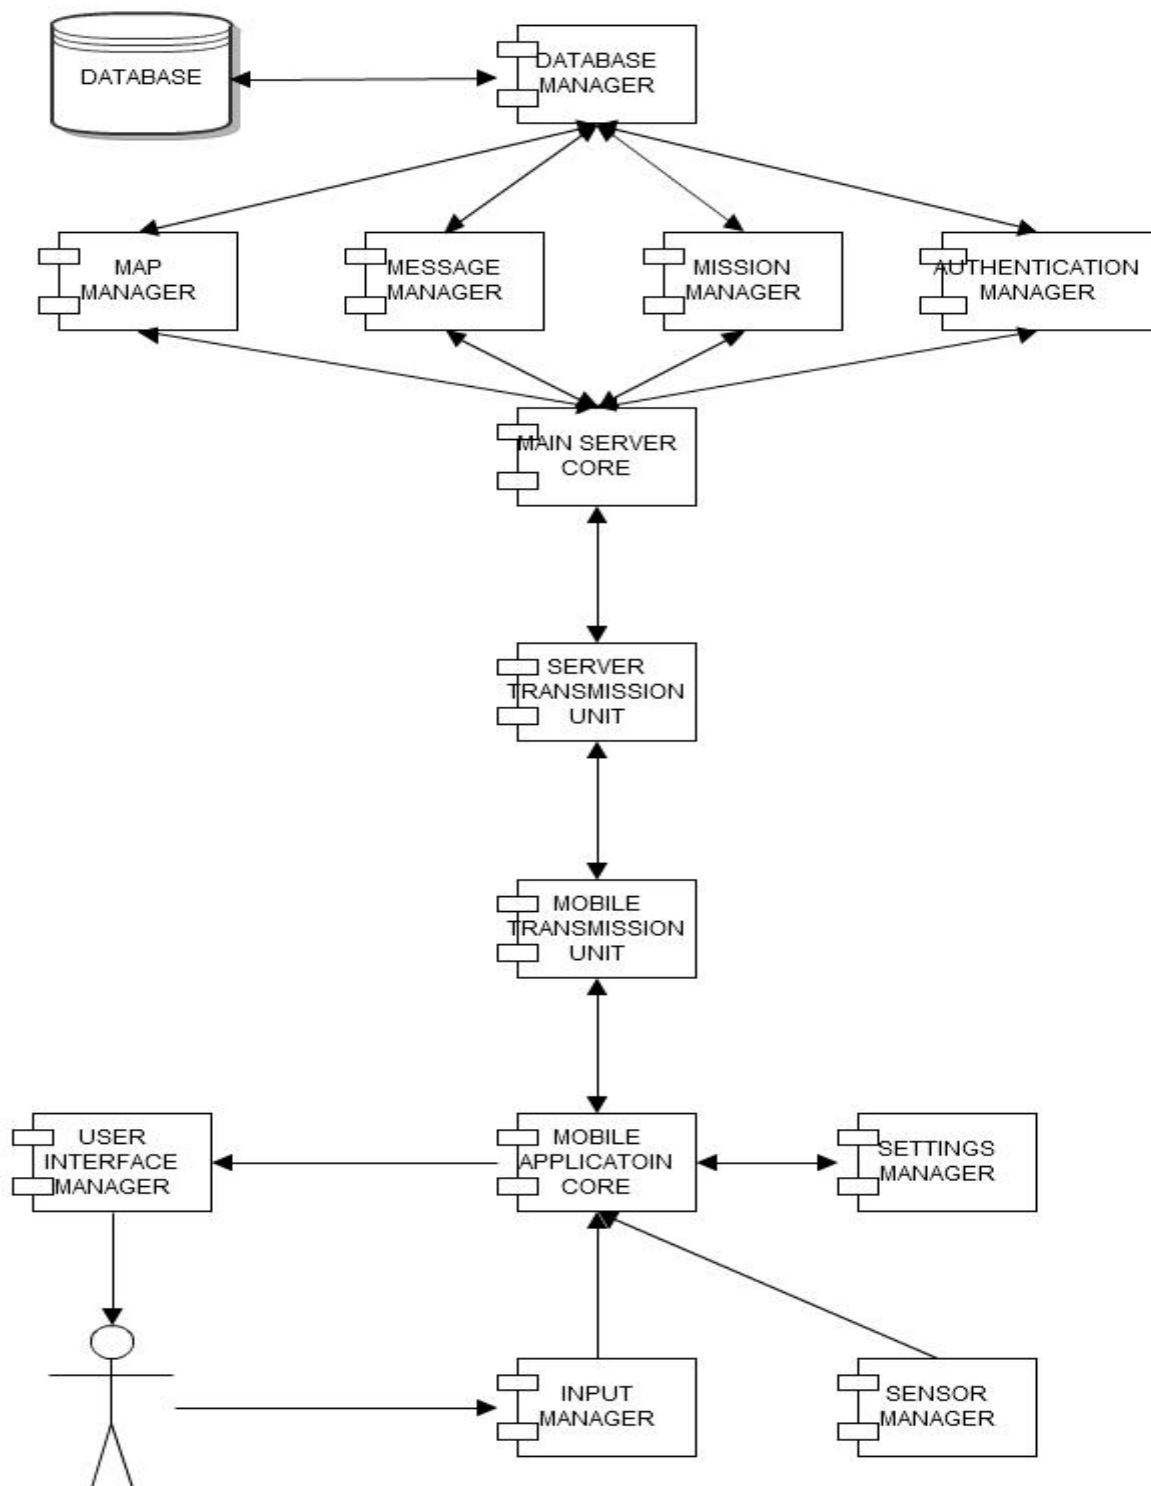 DATABASE
DATABASE
MANAGER
MAP
MANAGER
MESSAGE
MANAGER
MISSION
MANAGER
AUTHENTICATION
MANAGER
MAIN SERVER
CORE
SERVER
TRANSMISSION
UNIT
MOBILE
TRANSMISSION
UNIT
USER
INTERFACE
MANAGER
MOBILE
APPLICATOIN
CORE
SETTINGS
MANAGER
INPUT
MANAGER
SENSOR
MANAGER